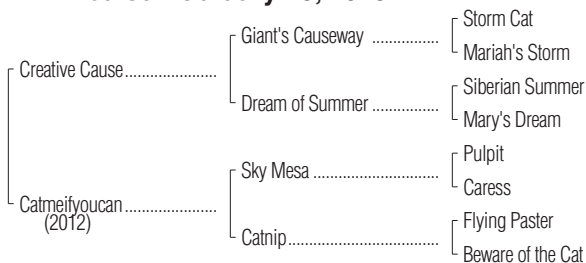 Storm Cat
Giant's Causeway ................
Mariah's Storm
Creative Cause......................
Siberian Summer
Dream of Summer ................
Mary's Dream
Pulpit
Sky Mesa ..............................
Caress
Catmeifyoucan ......................
(2012)
Flying Paster
Catnip....................................
Beware of the Cat